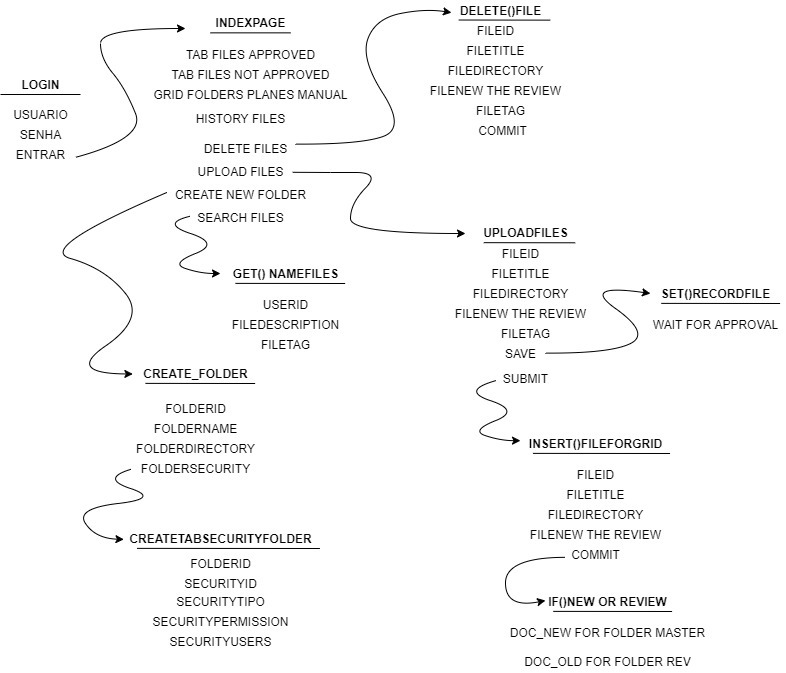 LOGIN
USUARIO
SENHA
ENTRAR
INDEXPAGE
TAB FILES APPROVED
TAB FILES NOT APPROVED
GRID FOLDERS PLANES MANUAL
HISTORY FILES
DELETE FILES
UPLOAD FILES
CREATE NEW FOLDER
SEARCH FILES
DELETE()FILE
FILEID
FILETITLE
FILEDIRECTORY
FILENEW THE REVIEW
FILETAG
COMMIT
GET() NAMEFILES
USERID
FILEDESCRIPTION
FILETAG
UPLOADFILES
FILEID
FILETITLE
FILEDIRECTORY
FILENEW THE REVIEW
FILETAG
SAVE
SUBMIT
SET()RECORDFILE
WAIT FOR APPROVAL
CREATE_FOLDER
FOLDERID
FOLDERNAME
FOLDERDIRECTORY
FOLDERSECURITY
CREATETABSECURITYFOLDER
FOLDERID
SECURITYID
SECURITYTIPO
SECURITYPERMISSION
SECURITYUSERS
INSERT()FILEFORGRID
FILEID
FILETITLE
FILEDIRECTORY
FILENEW THE REVIEW
COMMIT
IF()NEW OR REVIEW
DOC_NEW FOR FOLDER MASTER
DOC_OLD FOR FOLDER REV